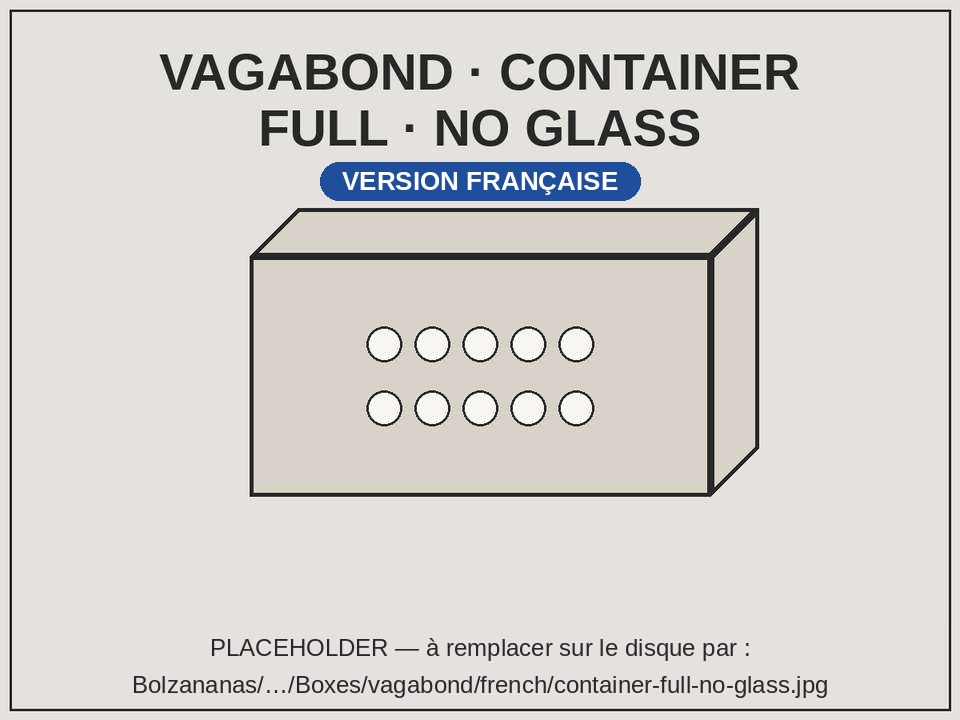 VAGABOND · CONTAINER
FULL · NO GLASS
VERSION FRANÇAISE
PLACEHOLDER — à remplacer sur le disque par :
Bolzananas/…/Boxes/vagabond/french/container-full-no-glass.jpg